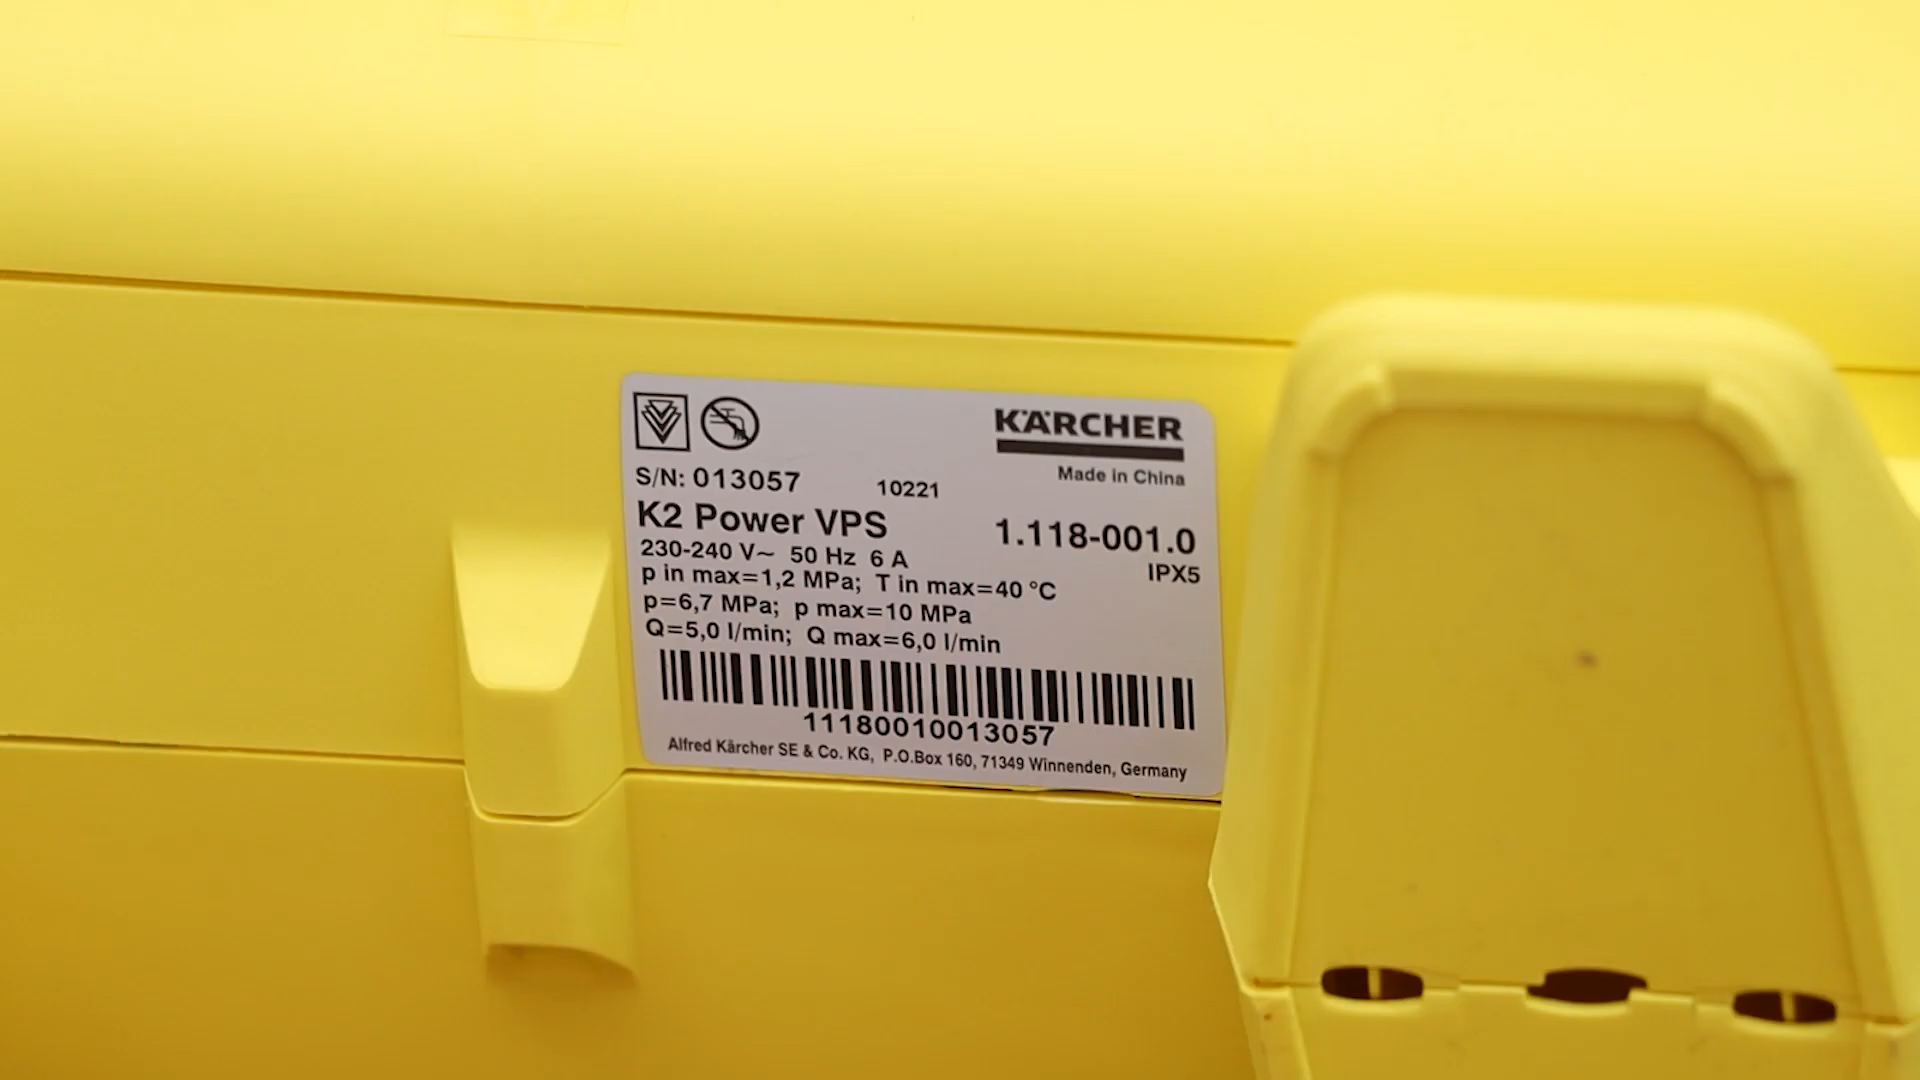 KÄRCHER
Made in China
S/N: 013057 10221
K2 Power VPS 1.118-001.0
230-240 V~ 50 Hz 6 A IPX5
p in max=1,2 MPa; T in max=40 °C
p=6,7 MPa; p max=10 MPa
Q=5,0 l/min; Q max=6,0 l/min
11180010013057
Alfred Kärcher SE & Co. KG, P.O.Box 160, 71349 Winnenden, Germany